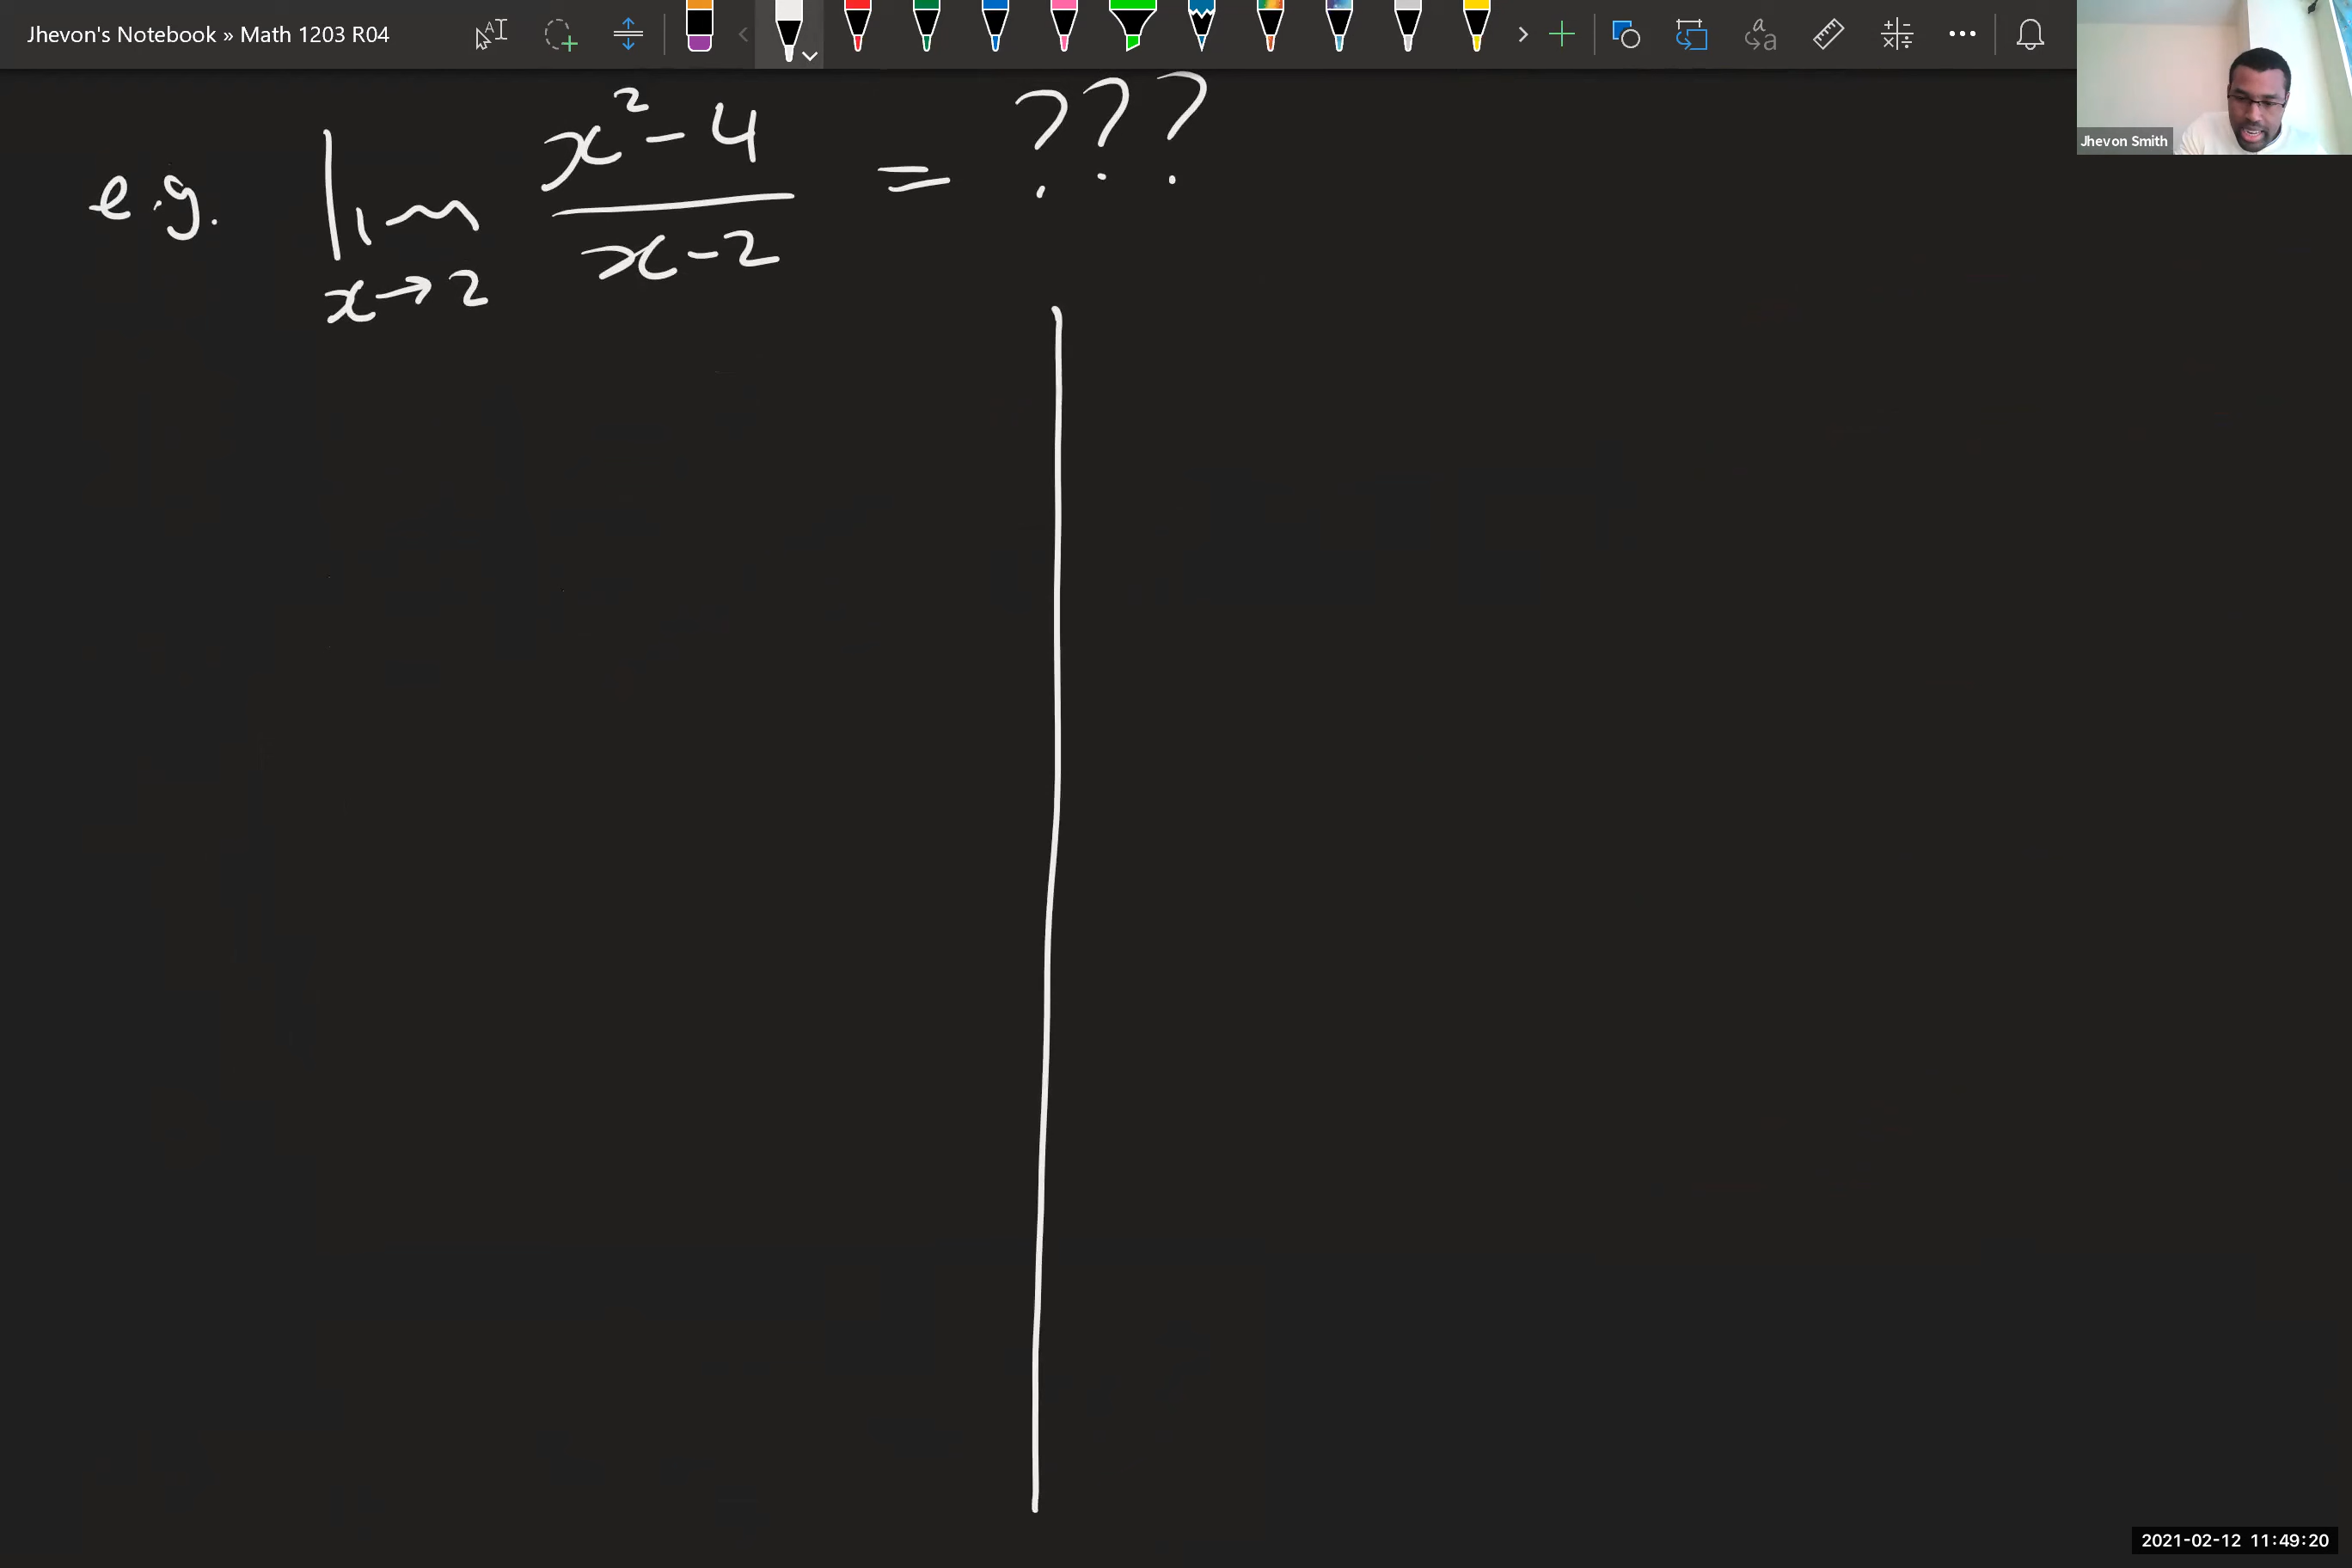 Jhevon's Notebook » Math 1203 R04
Jhevon Smith
e.g. lim x→2 x² - 4 / x - 2 = ???
2021-02-12 11:49:20